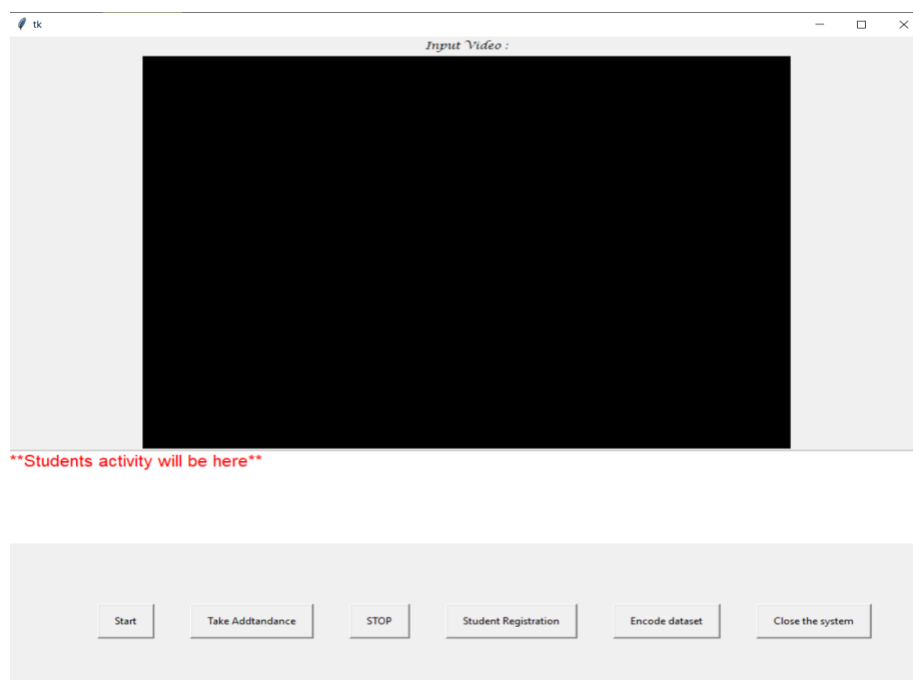 tk
Input Video :
**Students activity will be here**
Start Take Addtandance STOP Student Registration Encode dataset Close the system